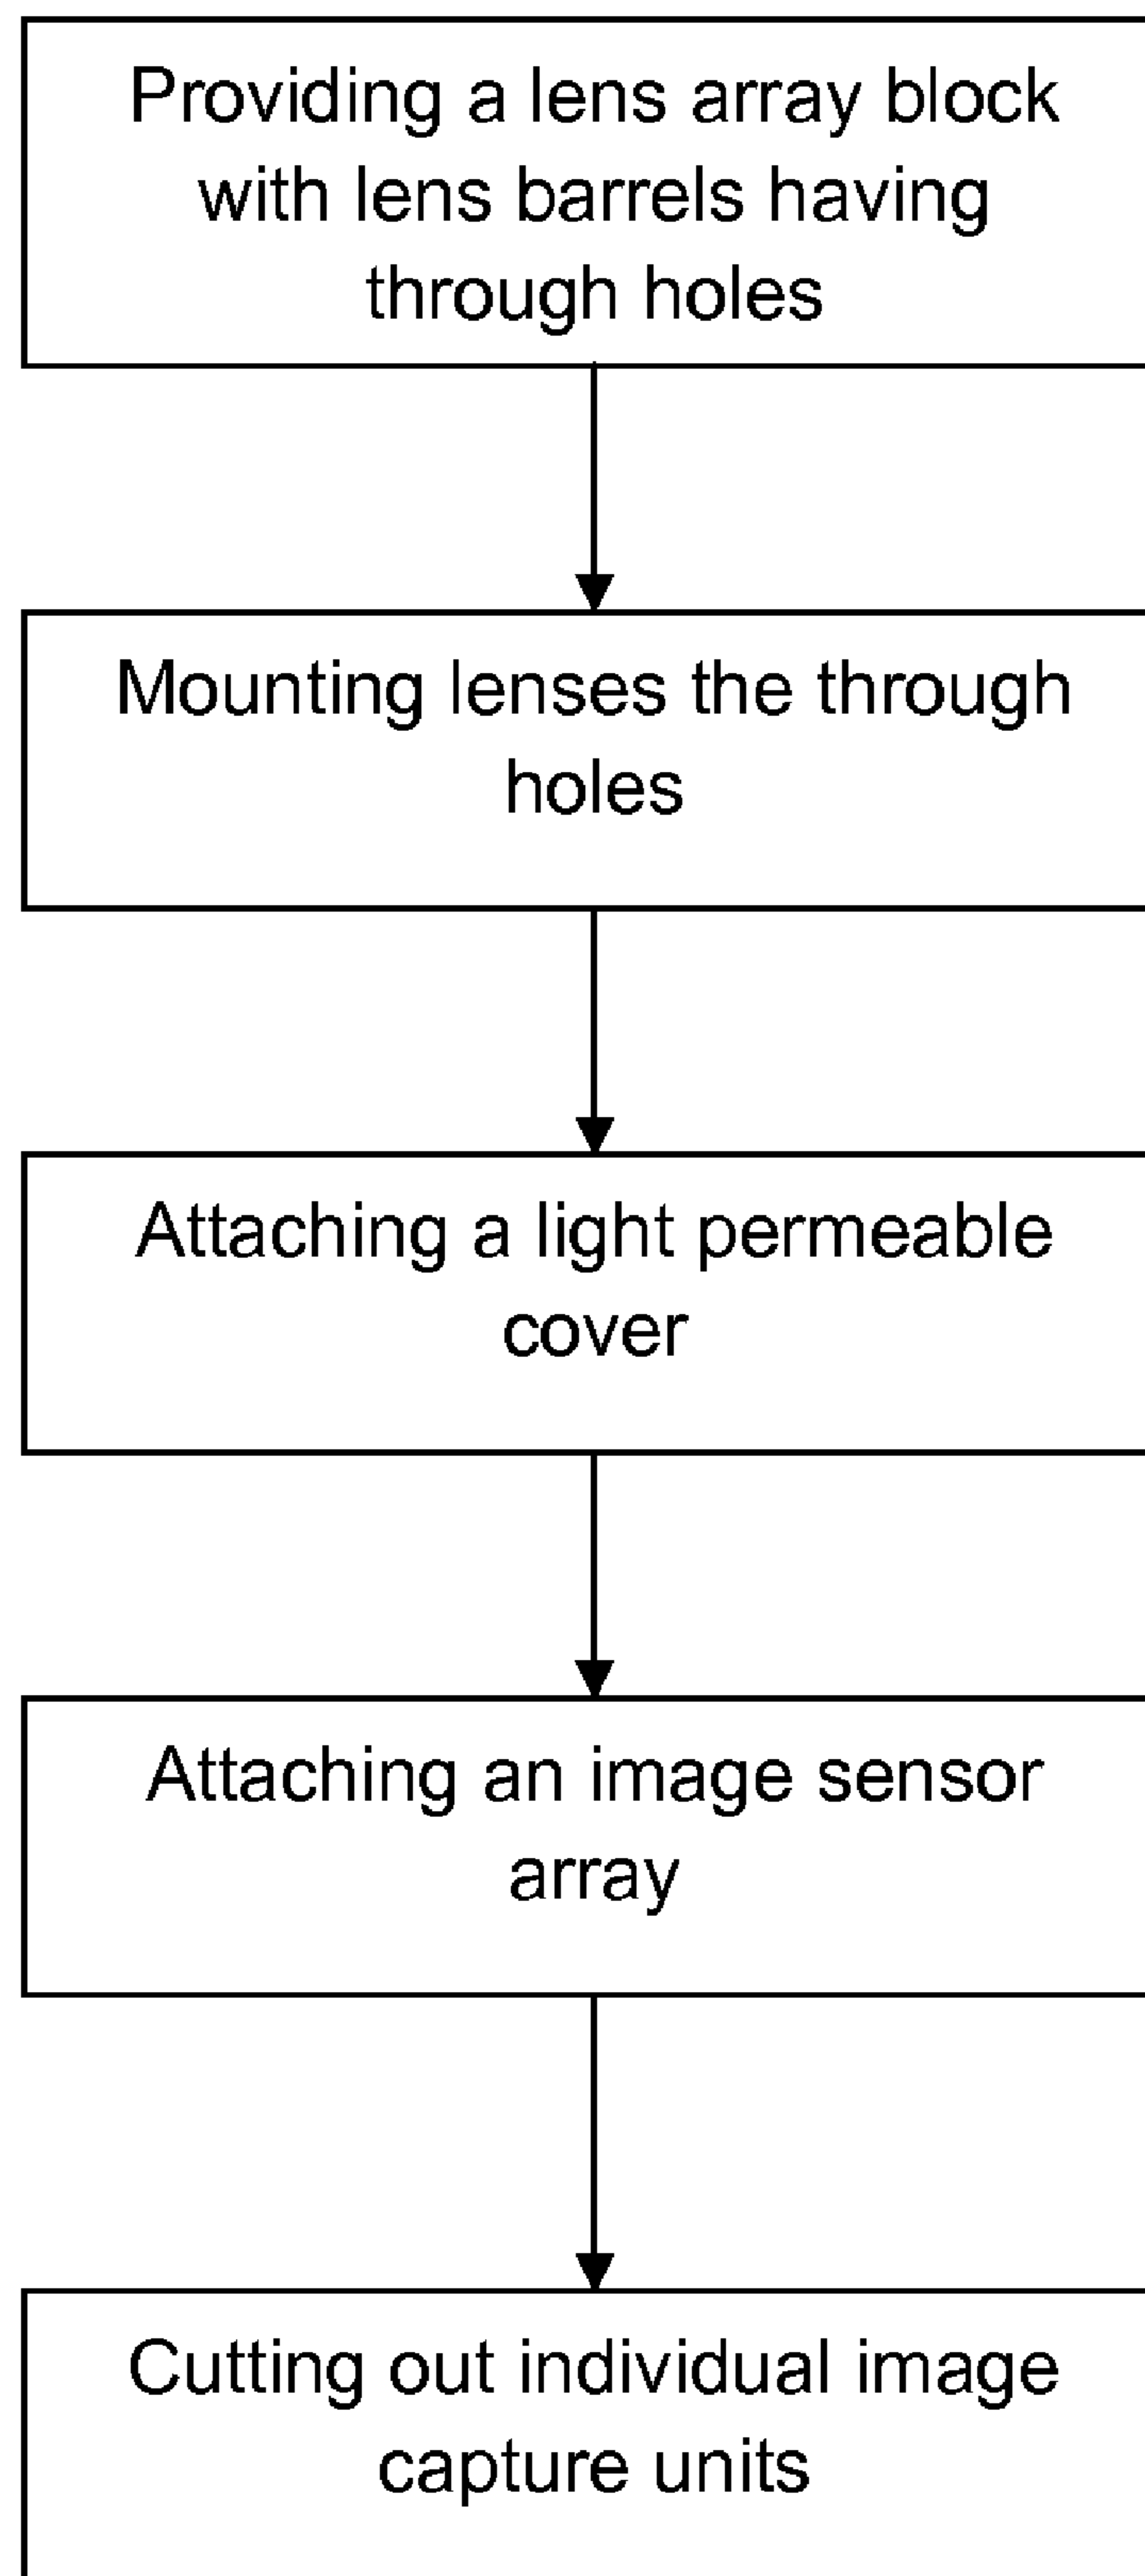 Providing a lens array block
with lens barrels having
through holes
Mounting lenses the through
holes
Attaching a light permeable
cover
Attaching an image sensor
array
Cutting out individual image
capture units